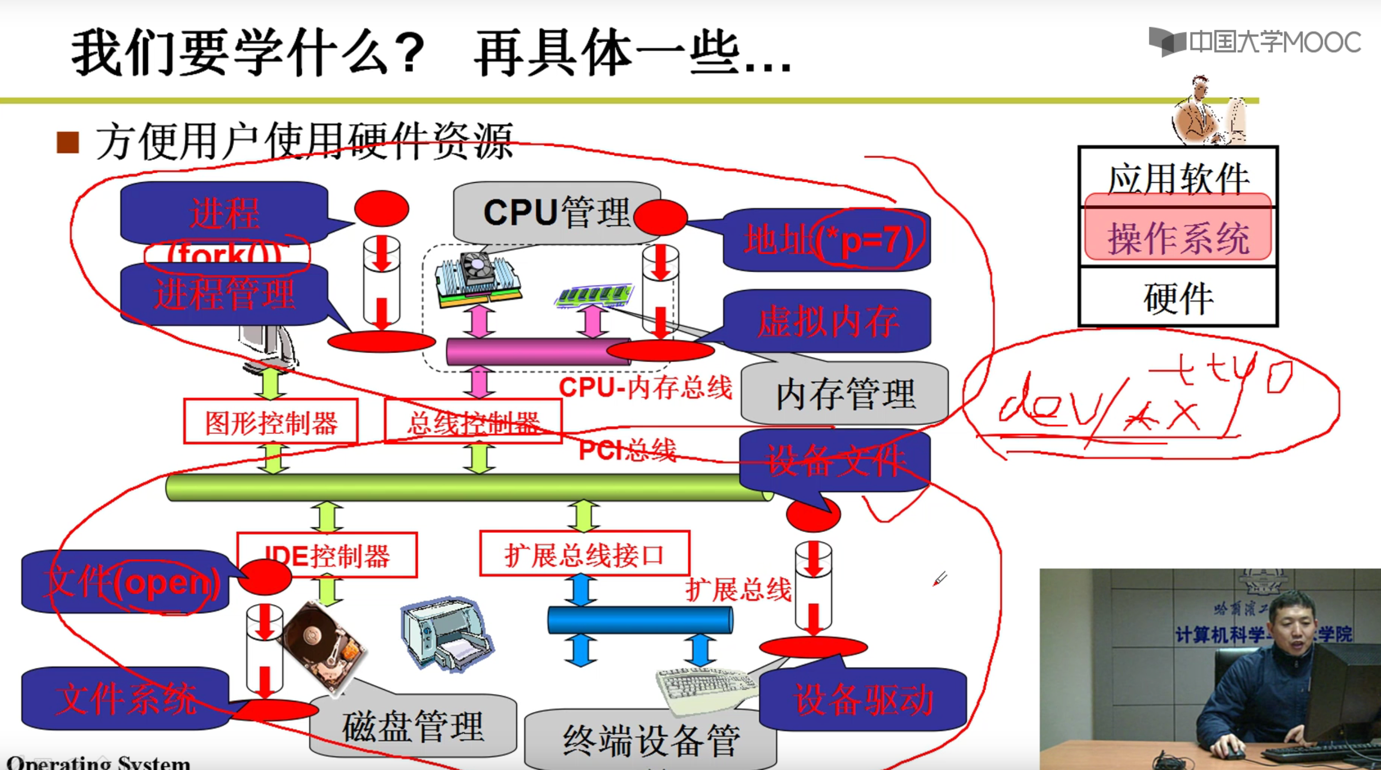 我们要学什么？ 再具体一些…
中国大学MOOC
方便用户使用硬件资源
应用软件
操作系统
硬件
进程
(fork())
进程管理
CPU管理
地址(*p=7)
虚拟内存
内存管理
CPU-内存总线
图形控制器
总线控制器
PCI总线
设备文件
tty0
dev/
IDE控制器
扩展总线接口
扩展总线
文件(open)
文件系统
磁盘管理
终端设备管
设备驱动
计算机科学
学院
Operating System